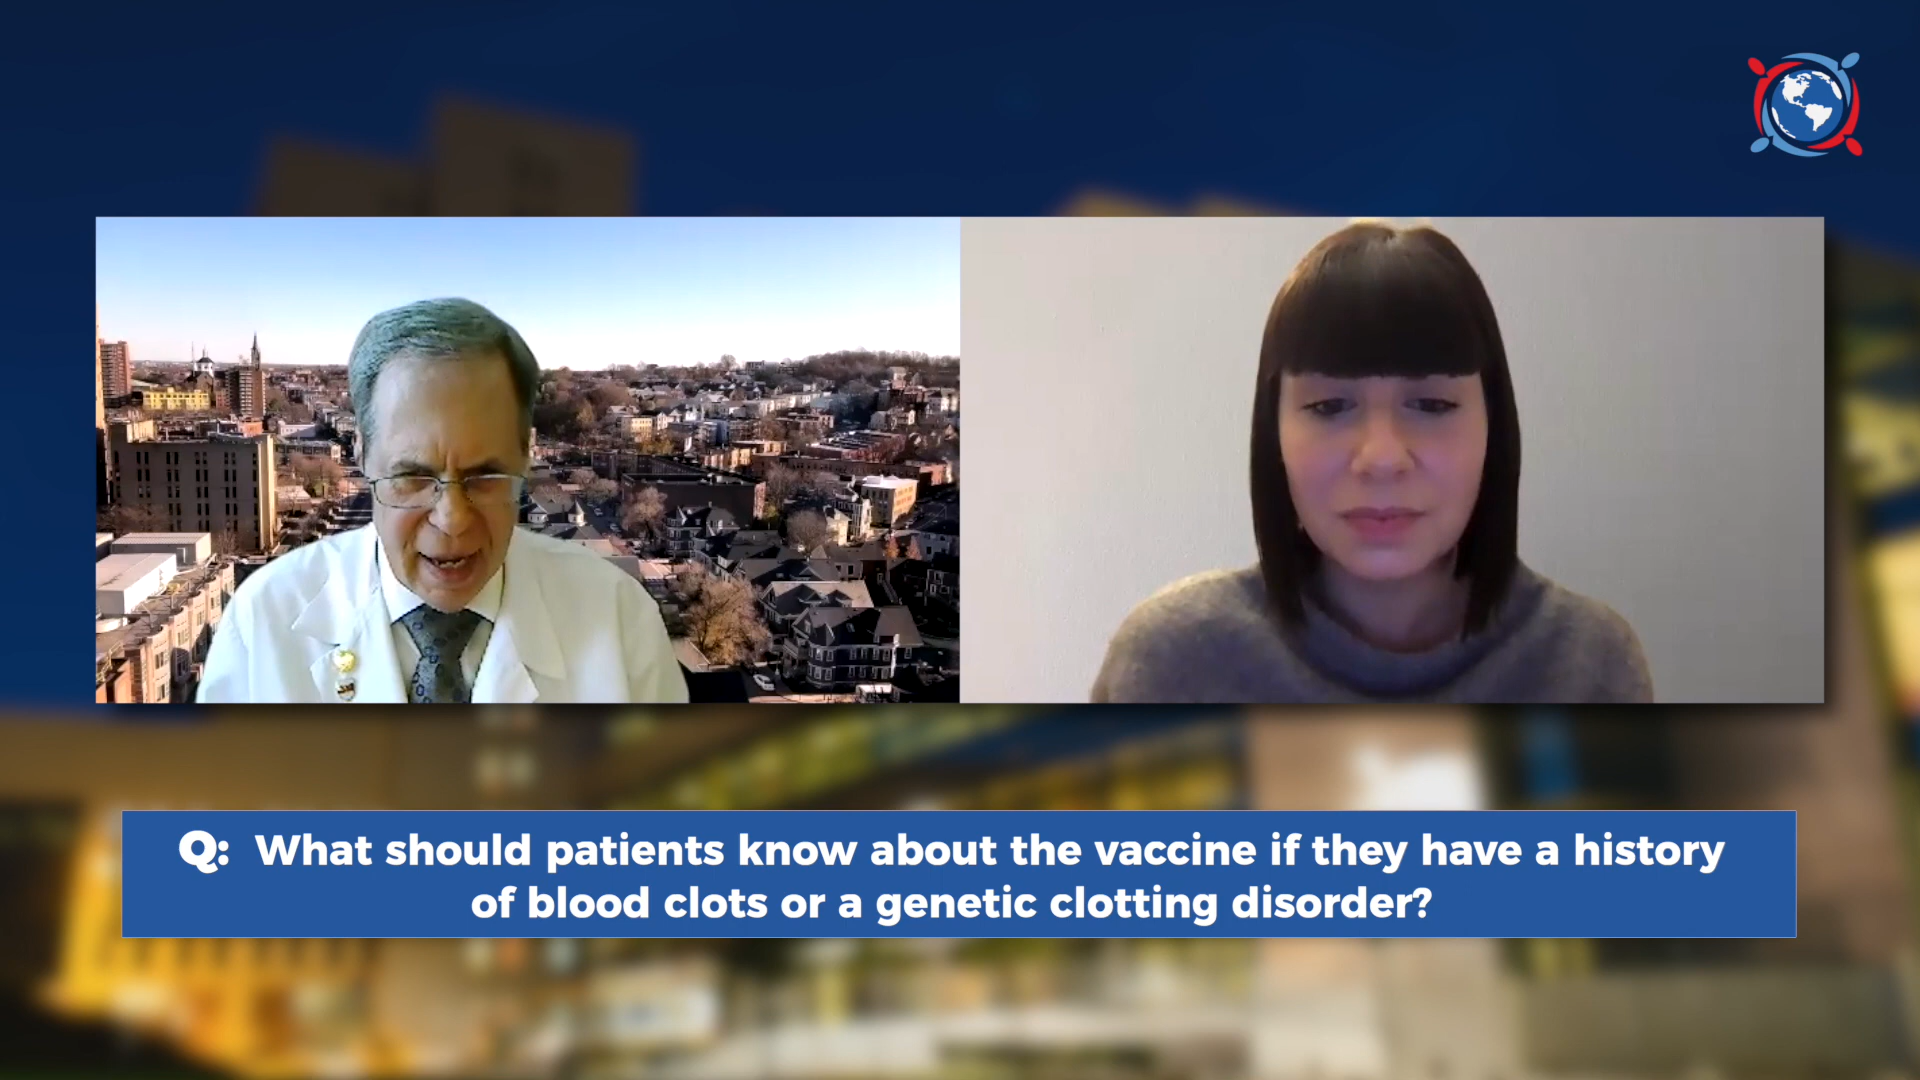 Q: What should patients know about the vaccine if they have a history
of blood clots or a genetic clotting disorder?